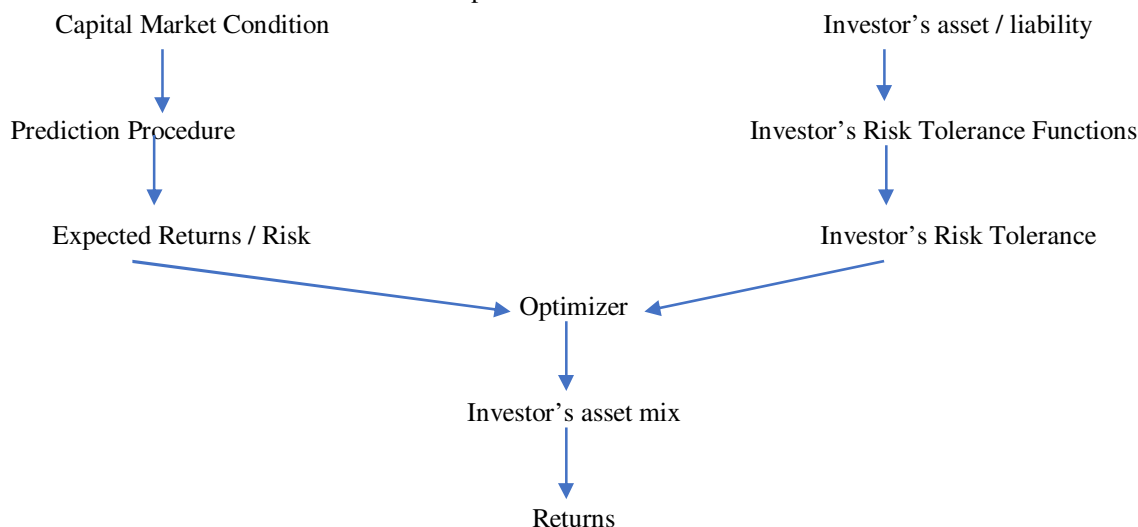 Capital Market Condition
Investor’s asset / liability
Prediction Procedure
Investor’s Risk Tolerance Functions
Expected Returns / Risk
Investor’s Risk Tolerance
Optimizer
Investor’s asset mix
Returns